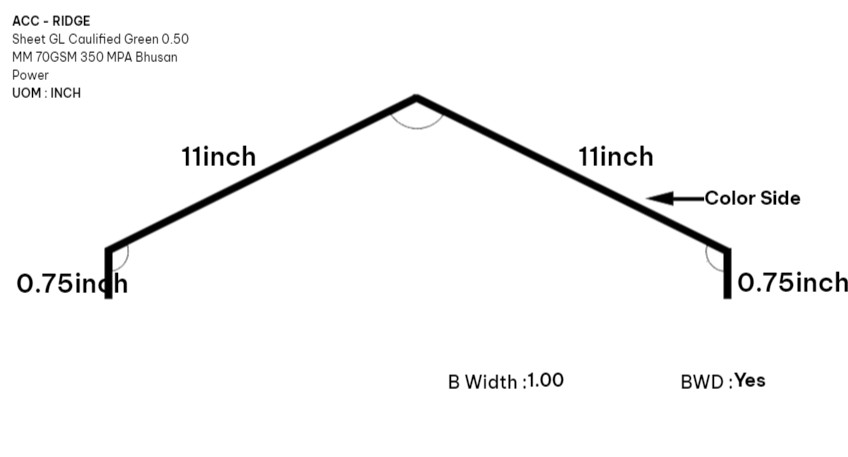 ACC - RIDGE
Sheet GL Caulified Green 0.50
MM 70GSM 350 MPA Bhusan
Power
UOM : INCH
11inch
11inch
Color Side
0.75inch
0.75inch
B Width :1.00
BWD :Yes